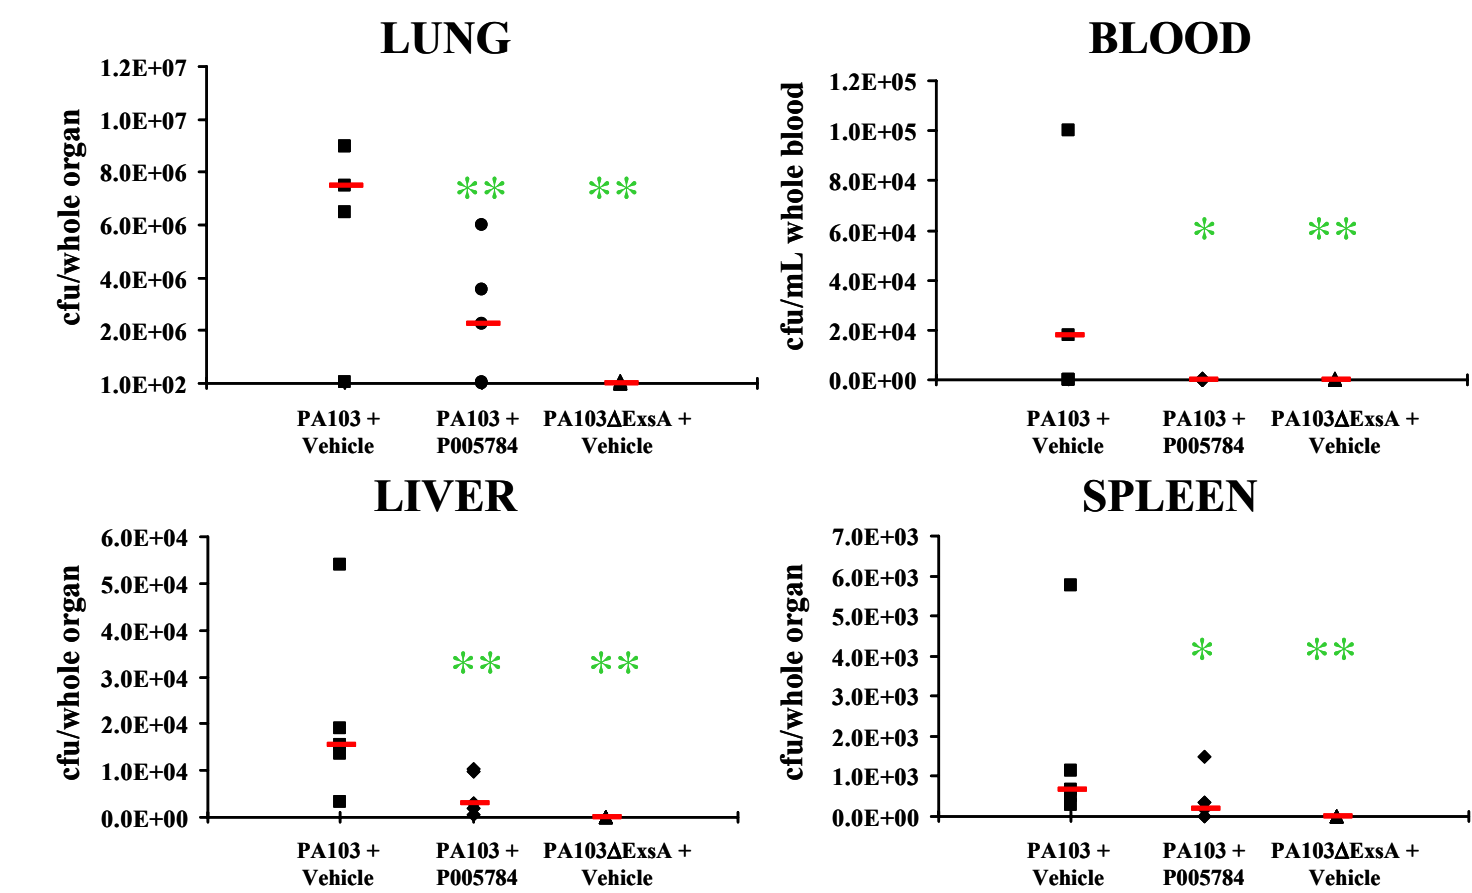 LUNG
cfu/whole organ
1.2E+07
1.0E+07
8.0E+06
6.0E+06
4.0E+06
2.0E+06
1.0E+02
** **
PA103 + PA103 + PA103ΔExsA +
Vehicle P005784 Vehicle
BLOOD
cfu/mL whole blood
1.2E+05
1.0E+05
8.0E+04
6.0E+04
4.0E+04
2.0E+04
0.0E+00
* **
PA103 + PA103 + PA103ΔExsA +
Vehicle P005784 Vehicle
LIVER
cfu/whole organ
6.0E+04
5.0E+04
4.0E+04
3.0E+04
2.0E+04
1.0E+04
0.0E+00
** **
PA103 + PA103 + PA103ΔExsA +
Vehicle P005784 Vehicle
SPLEEN
cfu/whole organ
7.0E+03
6.0E+03
5.0E+03
4.0E+03
3.0E+03
2.0E+03
1.0E+03
0.0E+00
* **
PA103 + PA103 + PA103ΔExsA +
Vehicle P005784 Vehicle